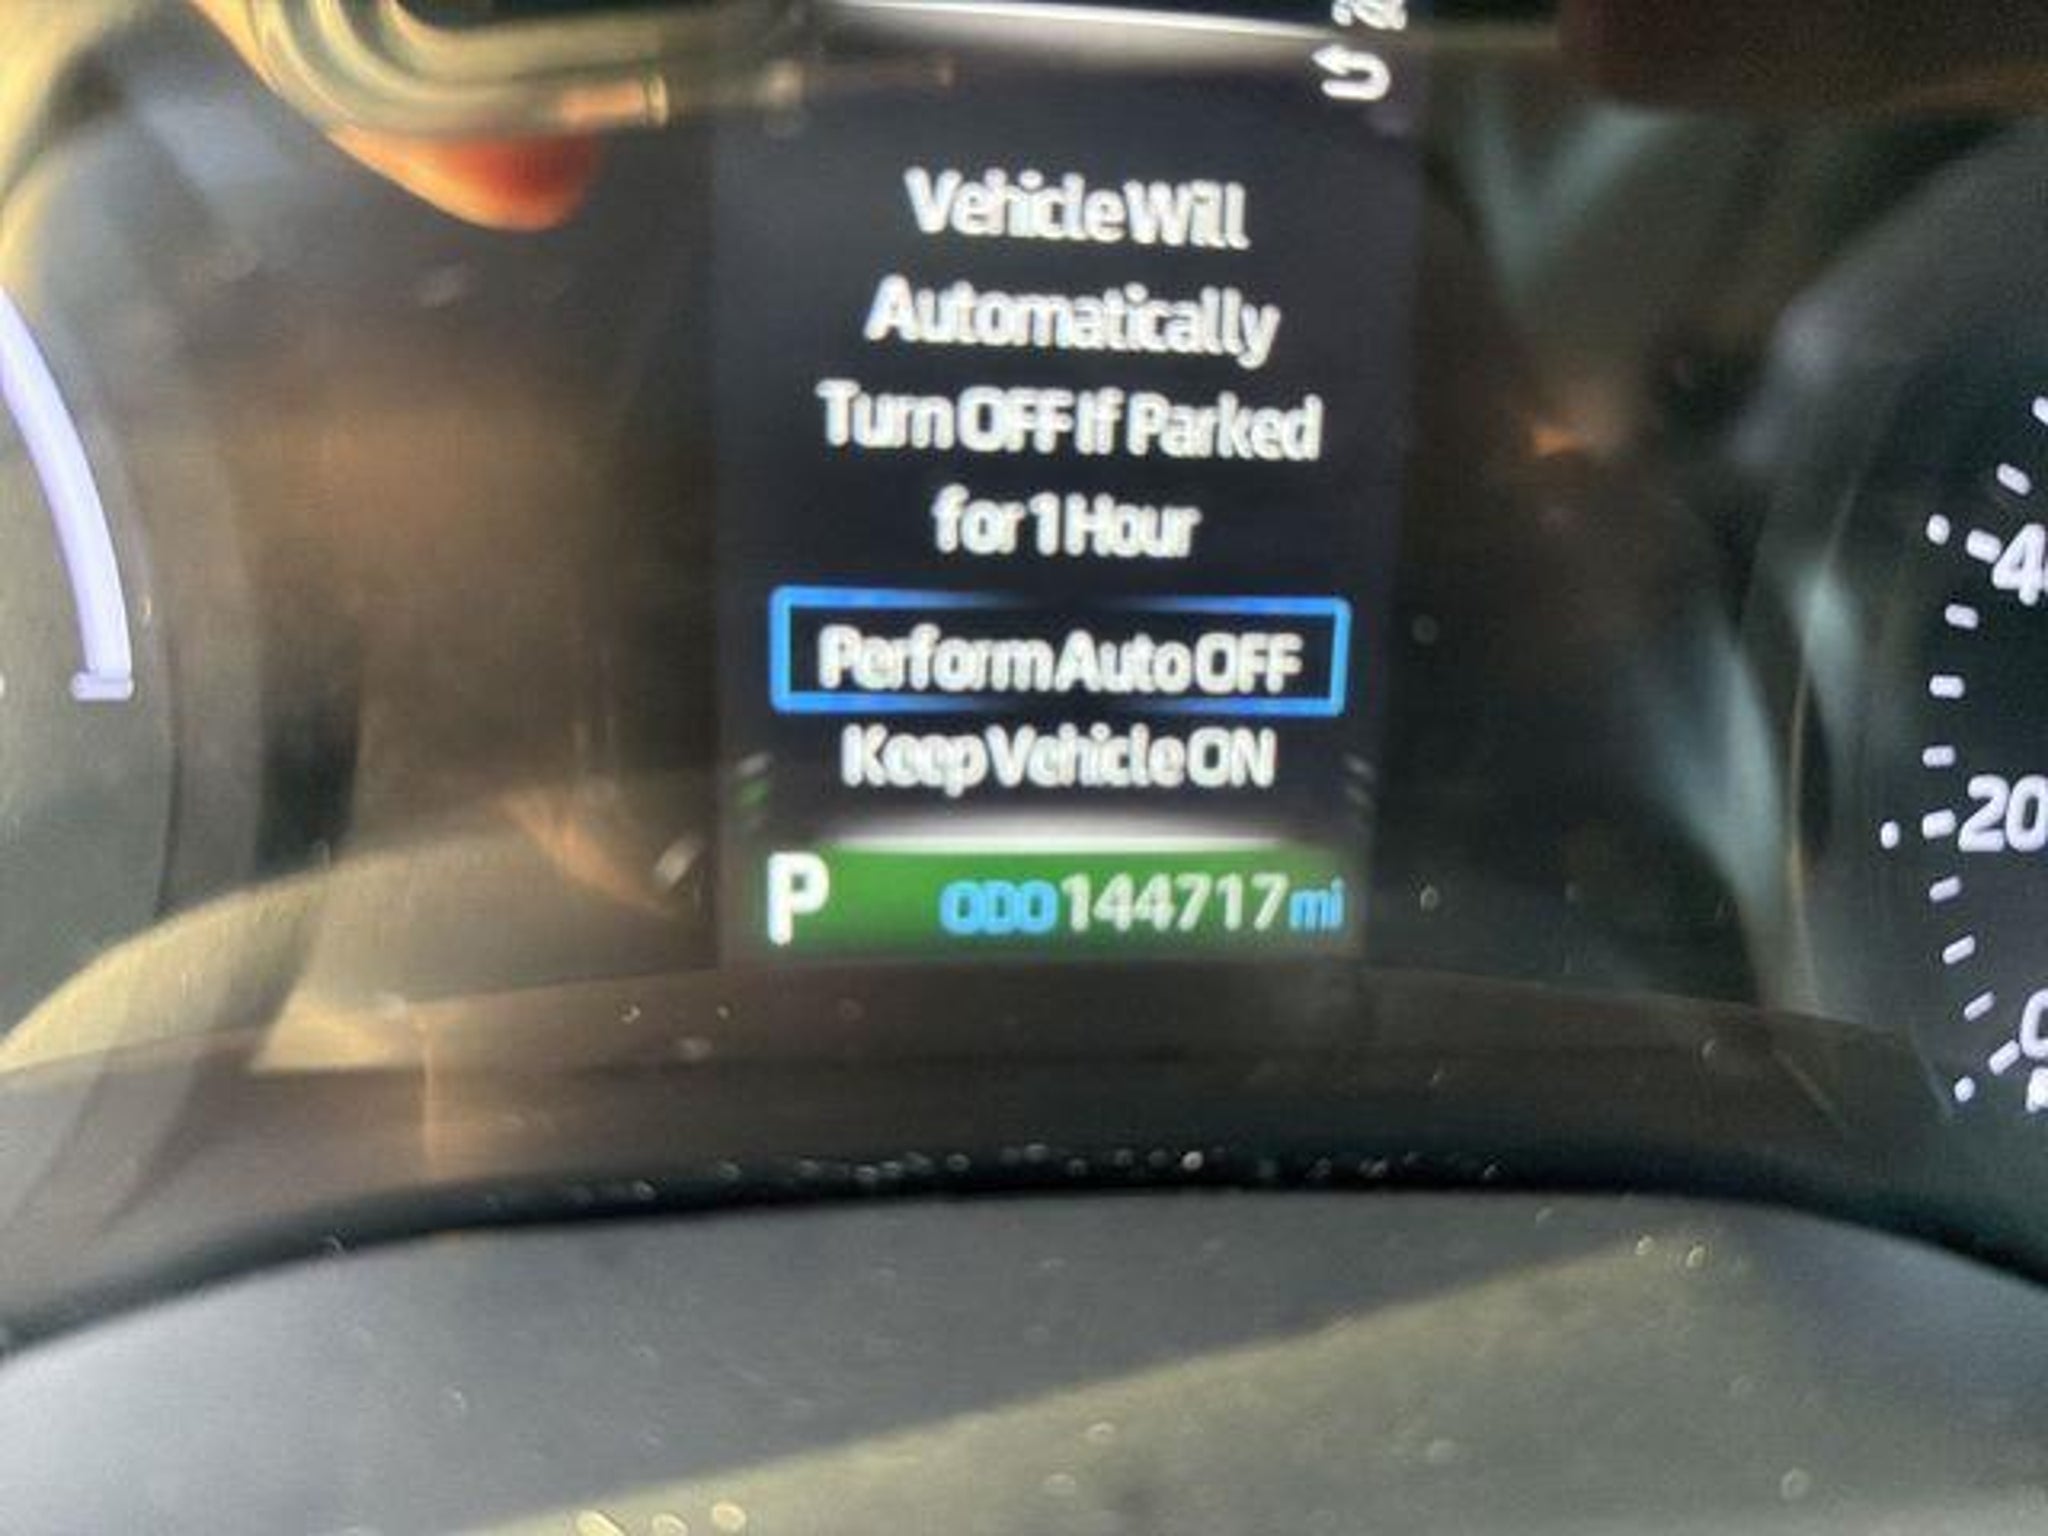 Vehicle Will
Automatically
Turn OFF If Parked
for 1 Hour
Perform Auto OFF
Keep Vehicle ON
P ODO 144717 mi
20